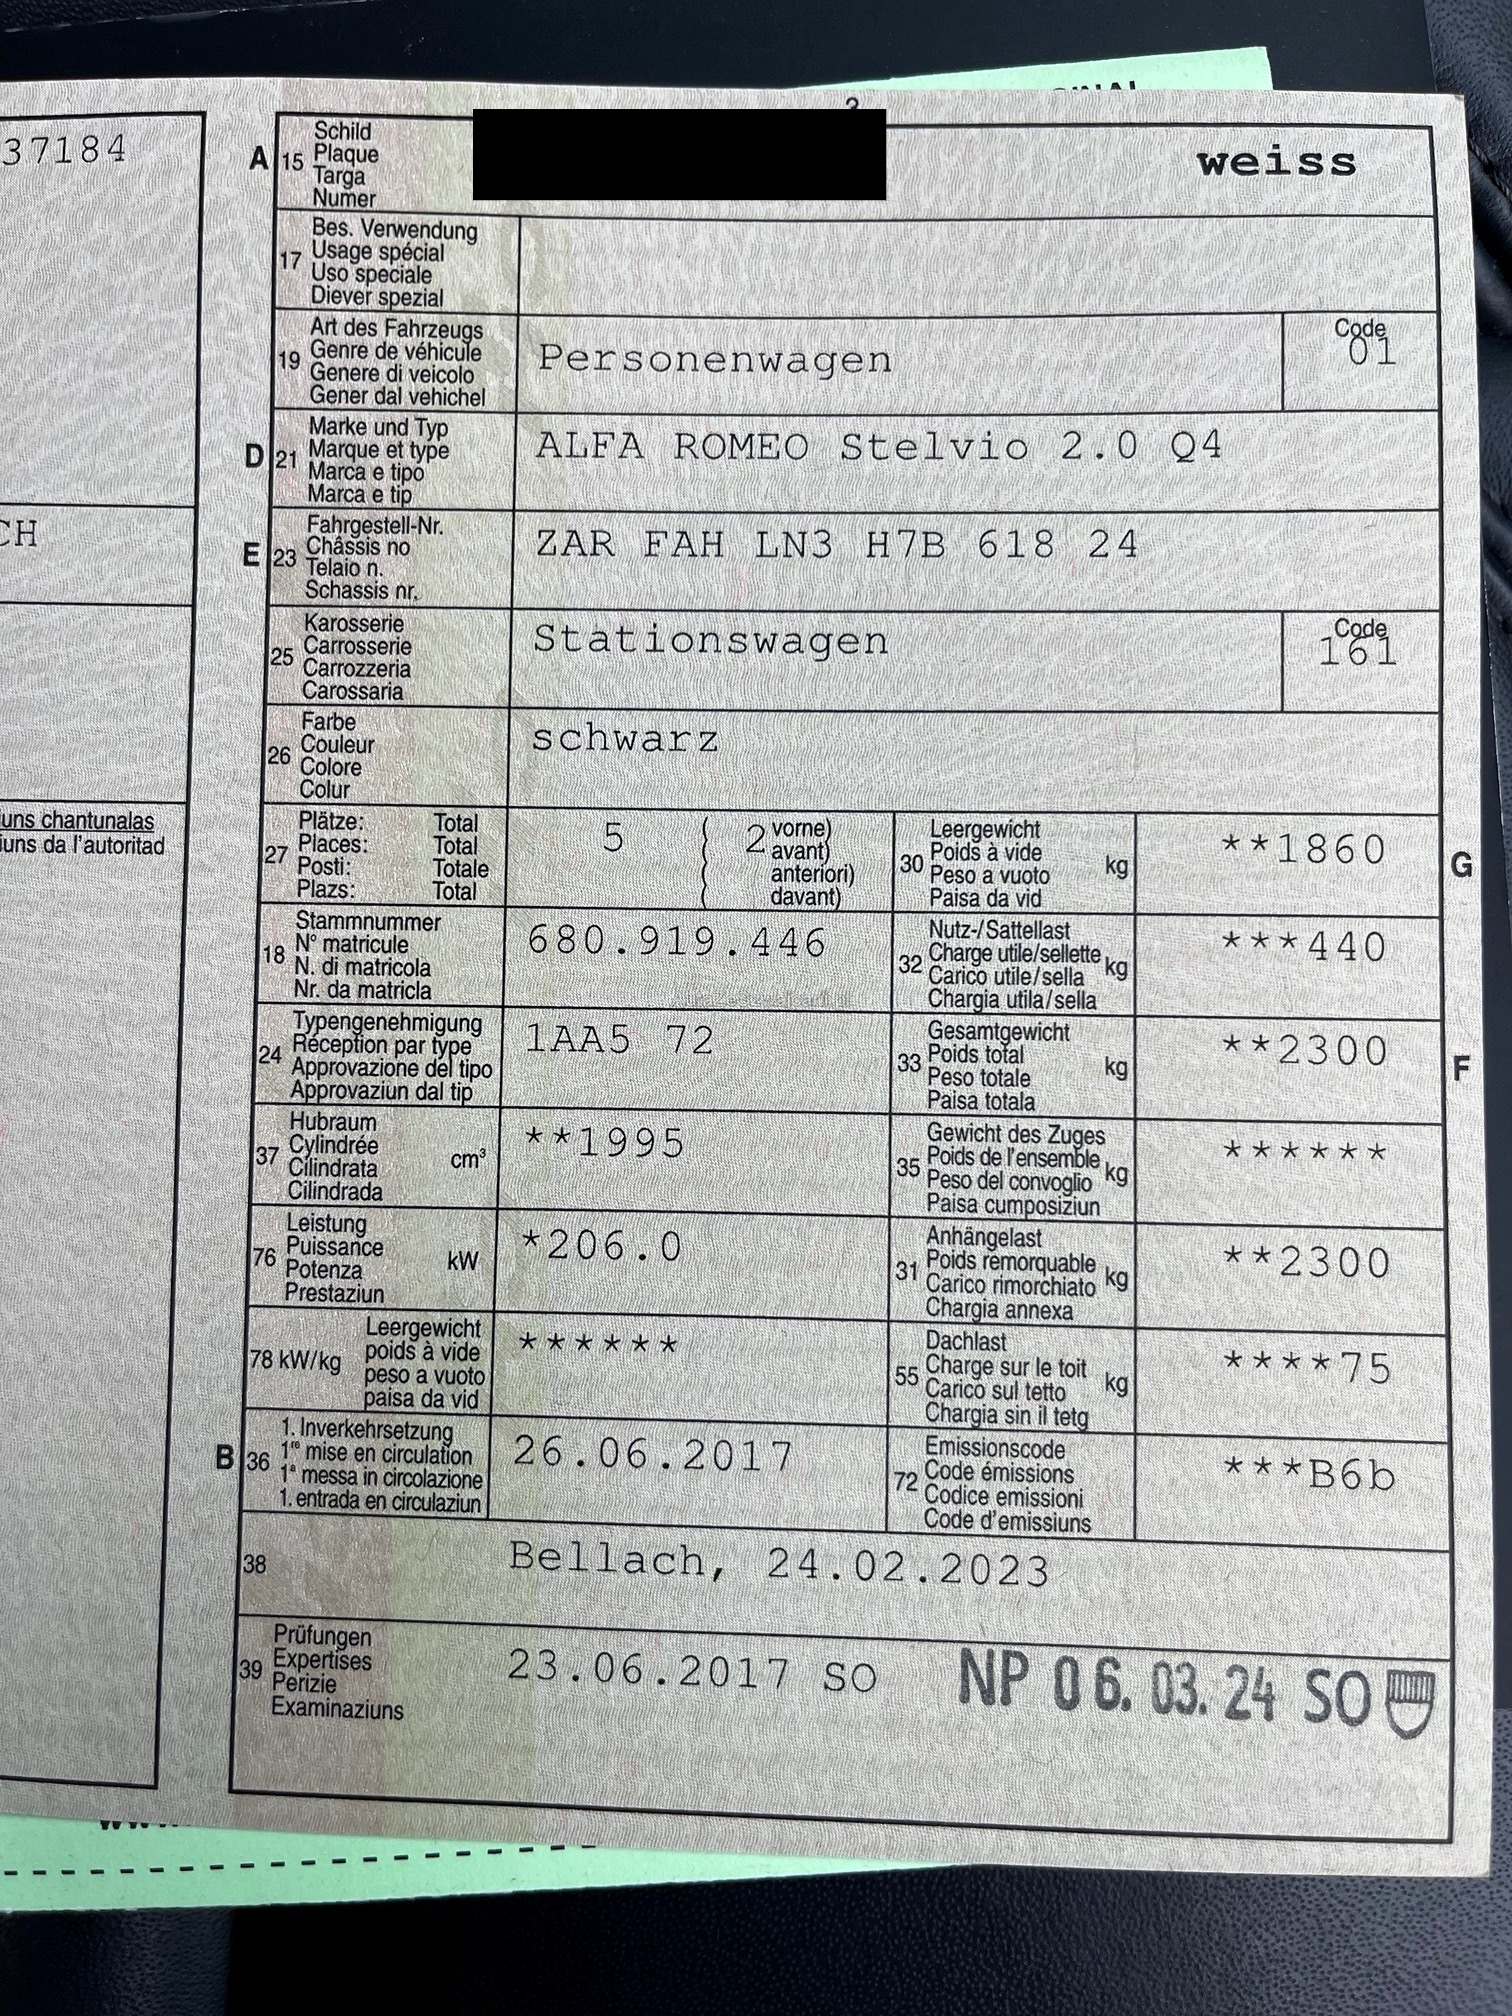 37184
CH
uns chantunalas
iuns da l'autoritad
A 15 Schild
Plaque
Targa
Numer
weiss
17 Bes. Verwendung
Usage spécial
Uso speciale
Diever spezial
19 Art des Fahrzeugs
Genre de véhicule
Genere di veicolo
Gener dal vehichel
Personenwagen
Code
01
D 21 Marke und Typ
Marque et type
Marca e tipo
Marca e tip
ALFA ROMEO Stelvio 2.0 Q4
E 23 Fahrgestell-Nr.
Châssis no
Telaio n.
Schassis nr.
ZAR FAH LN3 H7B 618 24
25 Karosserie
Carrosserie
Carrozzeria
Carossaria
Stationswagen
Code
161
26 Farbe
Couleur
Colore
Colur
schwarz
27 Plätze: Total
Places: Total
Posti: Totale
Plazs: Total
5 ( 2 vorne)
( avant)
( anteriori)
( davant)
30 Leergewicht
Poids à vide kg
Peso a vuoto
Paisa da vid
**1860
G
18 Stammnummer
N° matricule
N. di matricola
Nr. da matricla
680.919.446
32 Nutz-/Sattellast
Charge utile/sellette kg
Carico utile/sella
Chargia utila/sella
***440
24 Typengenehmigung
Réception par type
Approvazione del tipo
Approvaziun dal tip
1AA5 72
33 Gesamtgewicht
Poids total kg
Peso totale
Paisa totala
**2300
F
37 Hubraum
Cylindrée cm³
Cilindrata
Cilindrada
**1995
35 Gewicht des Zuges
Poids de l'ensemble kg
Peso del convoglio
Paisa cumposiziun
******
76 Leistung
Puissance kW
Potenza
Prestaziun
*206.0
31 Anhängelast
Poids remorquable kg
Carico rimorchiato
Chargia annexa
**2300
78 kW/kg Leergewicht
poids à vide
peso a vuoto
paisa da vid
******
55 Dachlast
Charge sur le toit kg
Carico sul tetto
Chargia sin il tetg
****75
B 36 1. Inverkehrsetzung
1re mise en circulation
1a messa in circolazione
1. entrada en circulaziun
26.06.2017
72 Emissionscode
Code émissions
Codice emissioni
Code d'emissiuns
***B6b
38 Bellach, 24.02.2023
39 Prüfungen
Expertises
Perizie
Examinaziuns
23.06.2017 SO
NP 06.03.24 SO